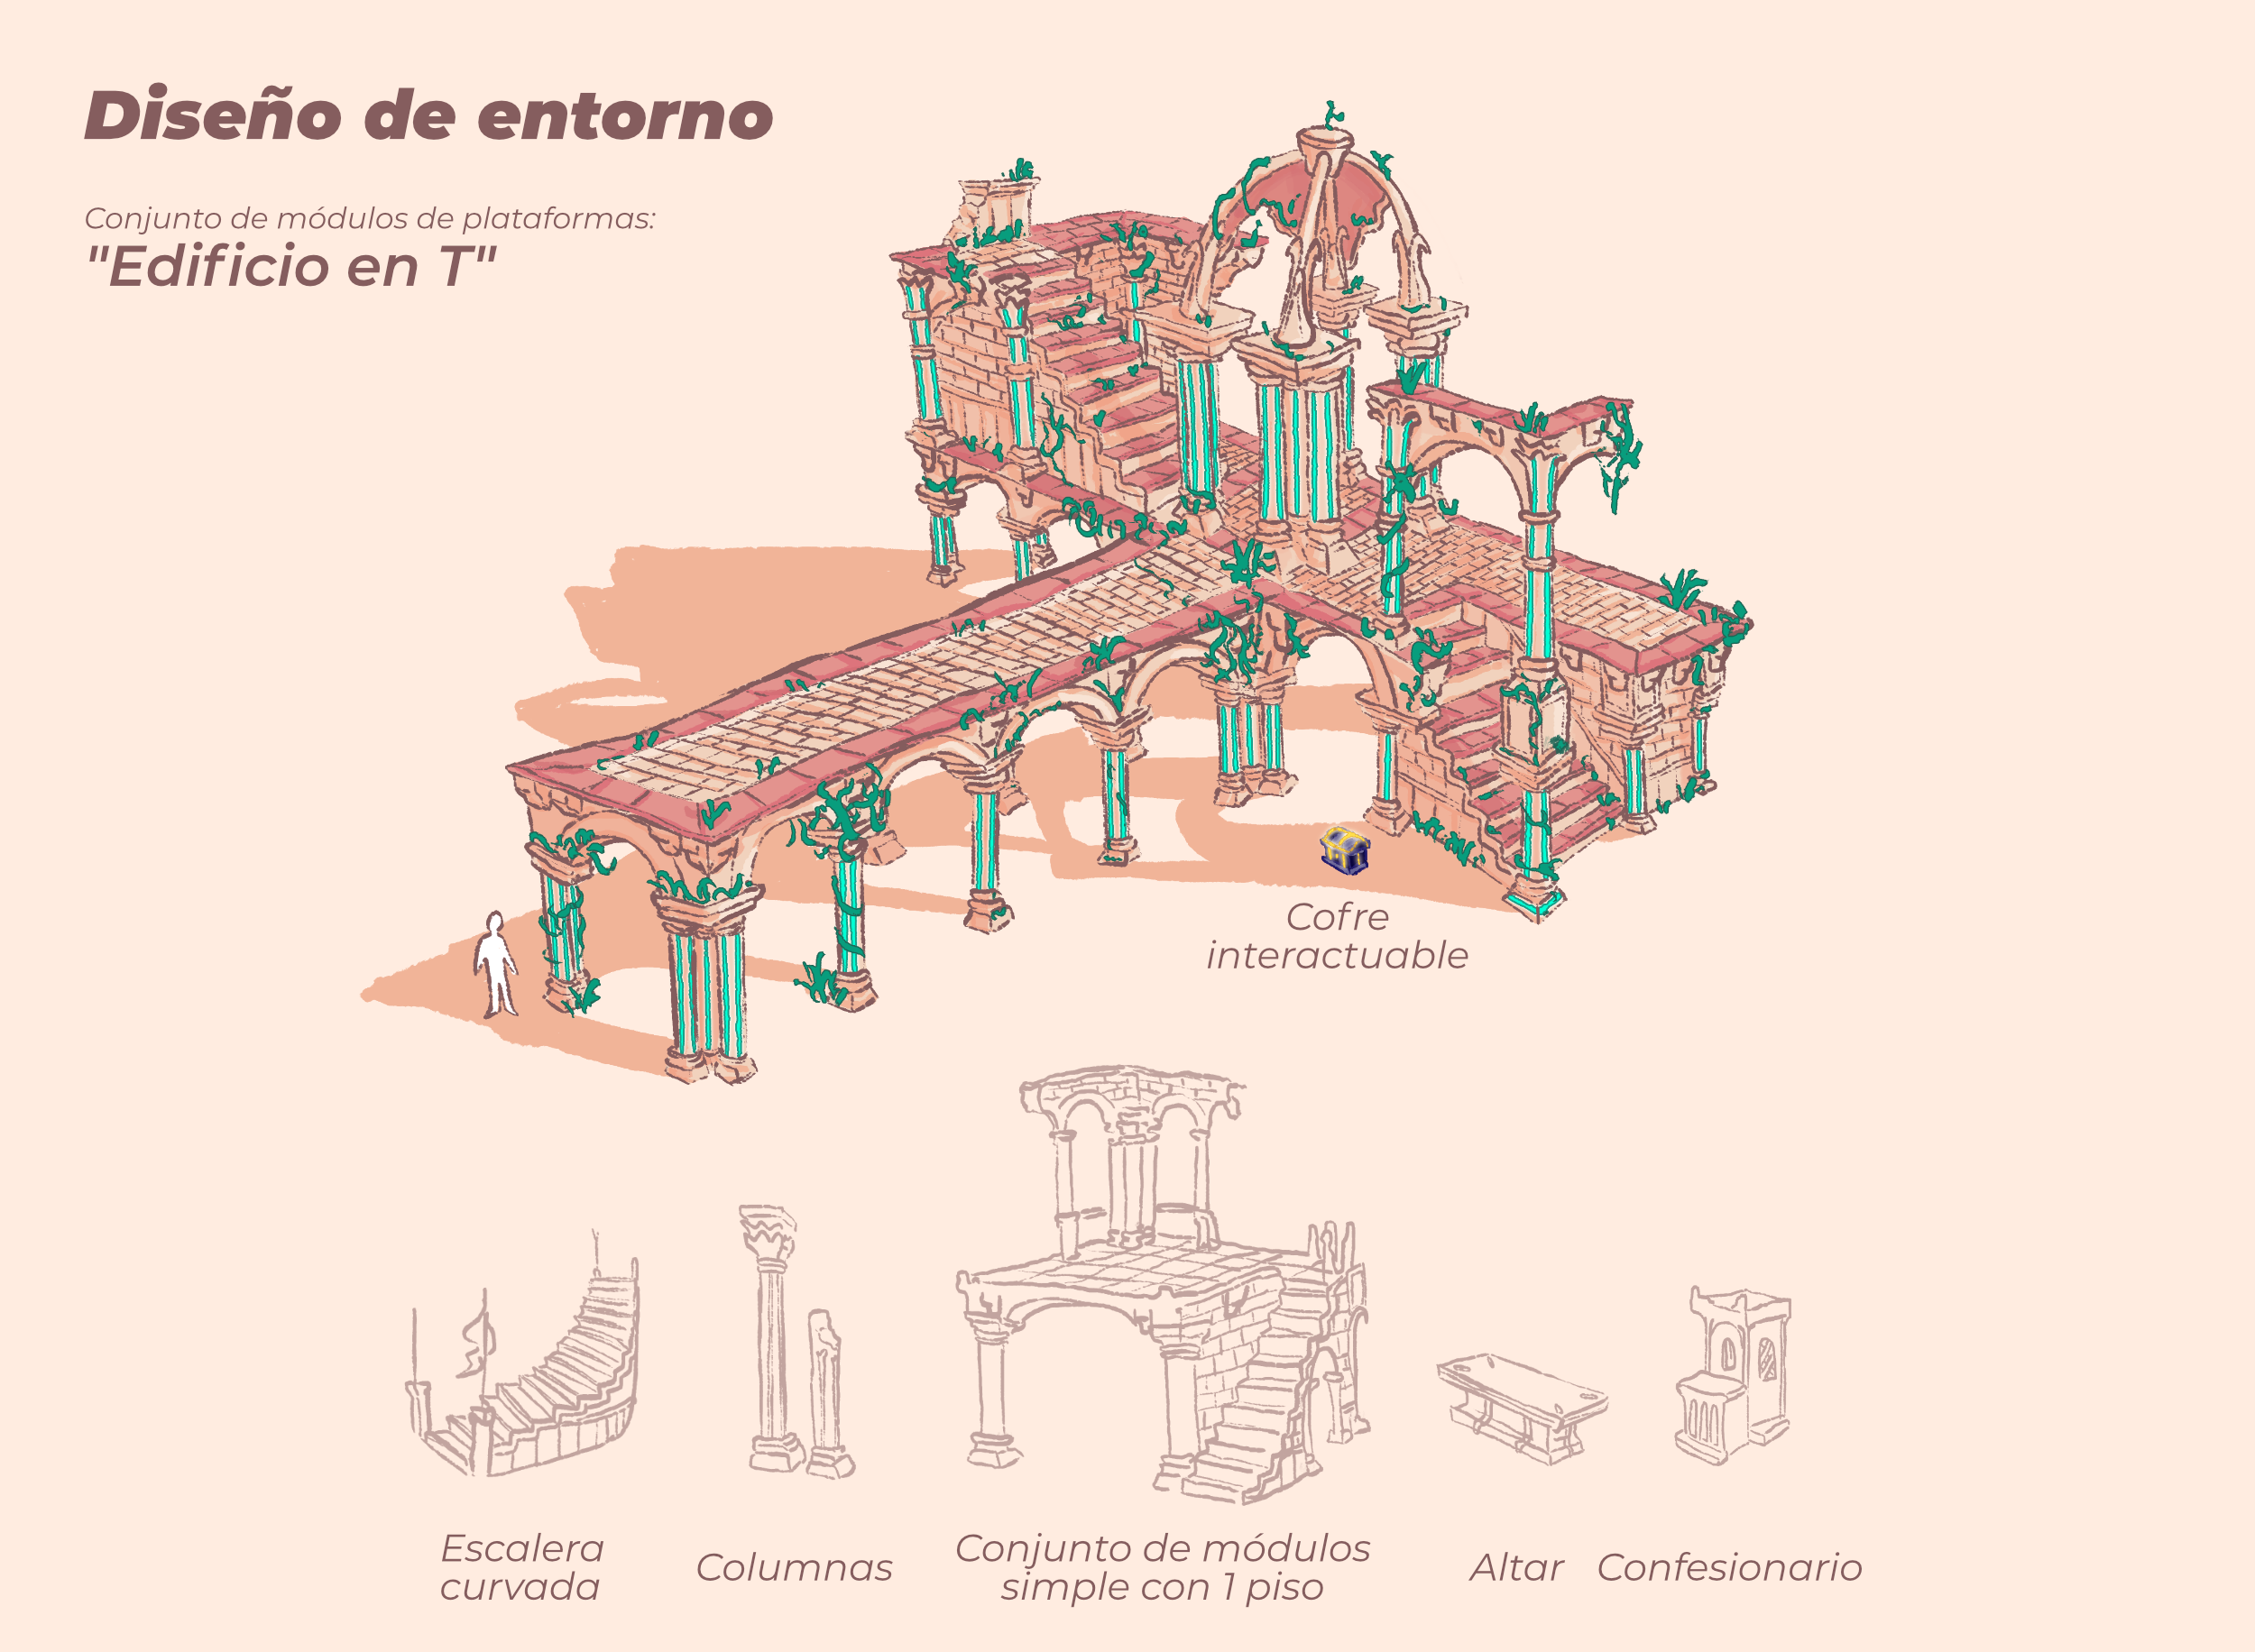 Diseño de entorno
Conjunto de módulos de plataformas:
"Edificio en T"
Cofre
interactuable
Escalera
curvada
Columnas
Conjunto de módulos
simple con 1 piso
Altar
Confesionario